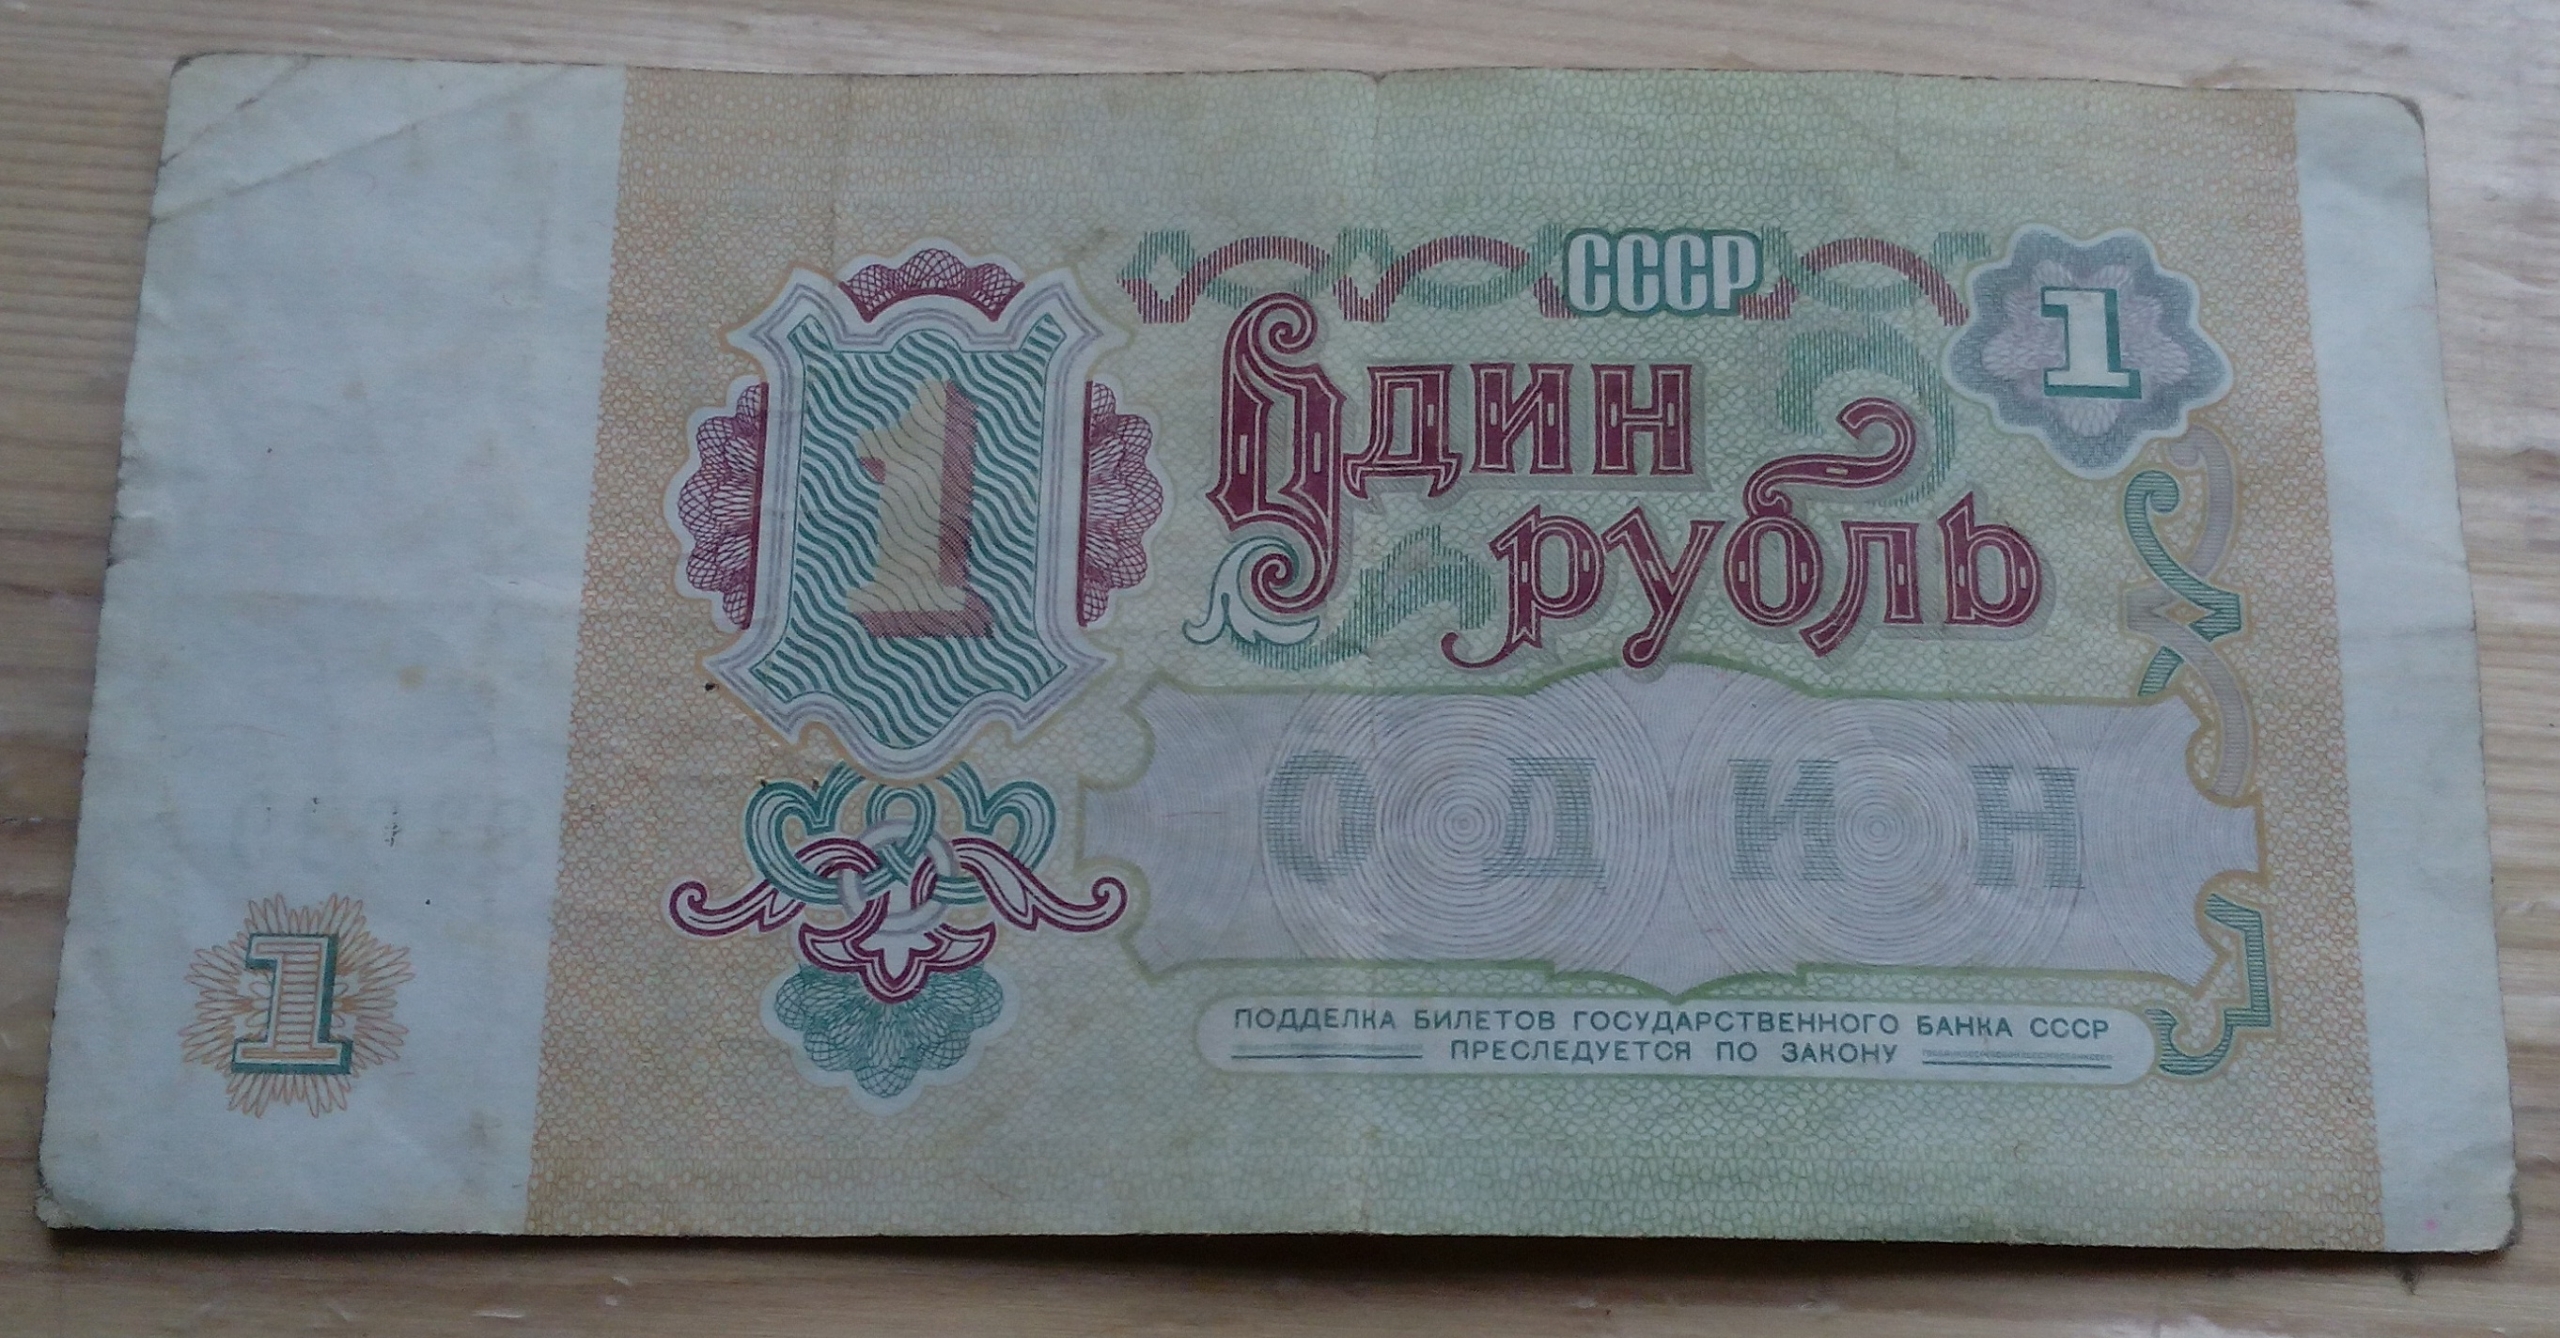 СССР
1
1
Один
рубль
ОДИН
1
ПОДДЕЛКА БИЛЕТОВ ГОСУДАРСТВЕННОГО БАНКА СССР
ПРЕСЛЕДУЕТСЯ ПО ЗАКОНУ